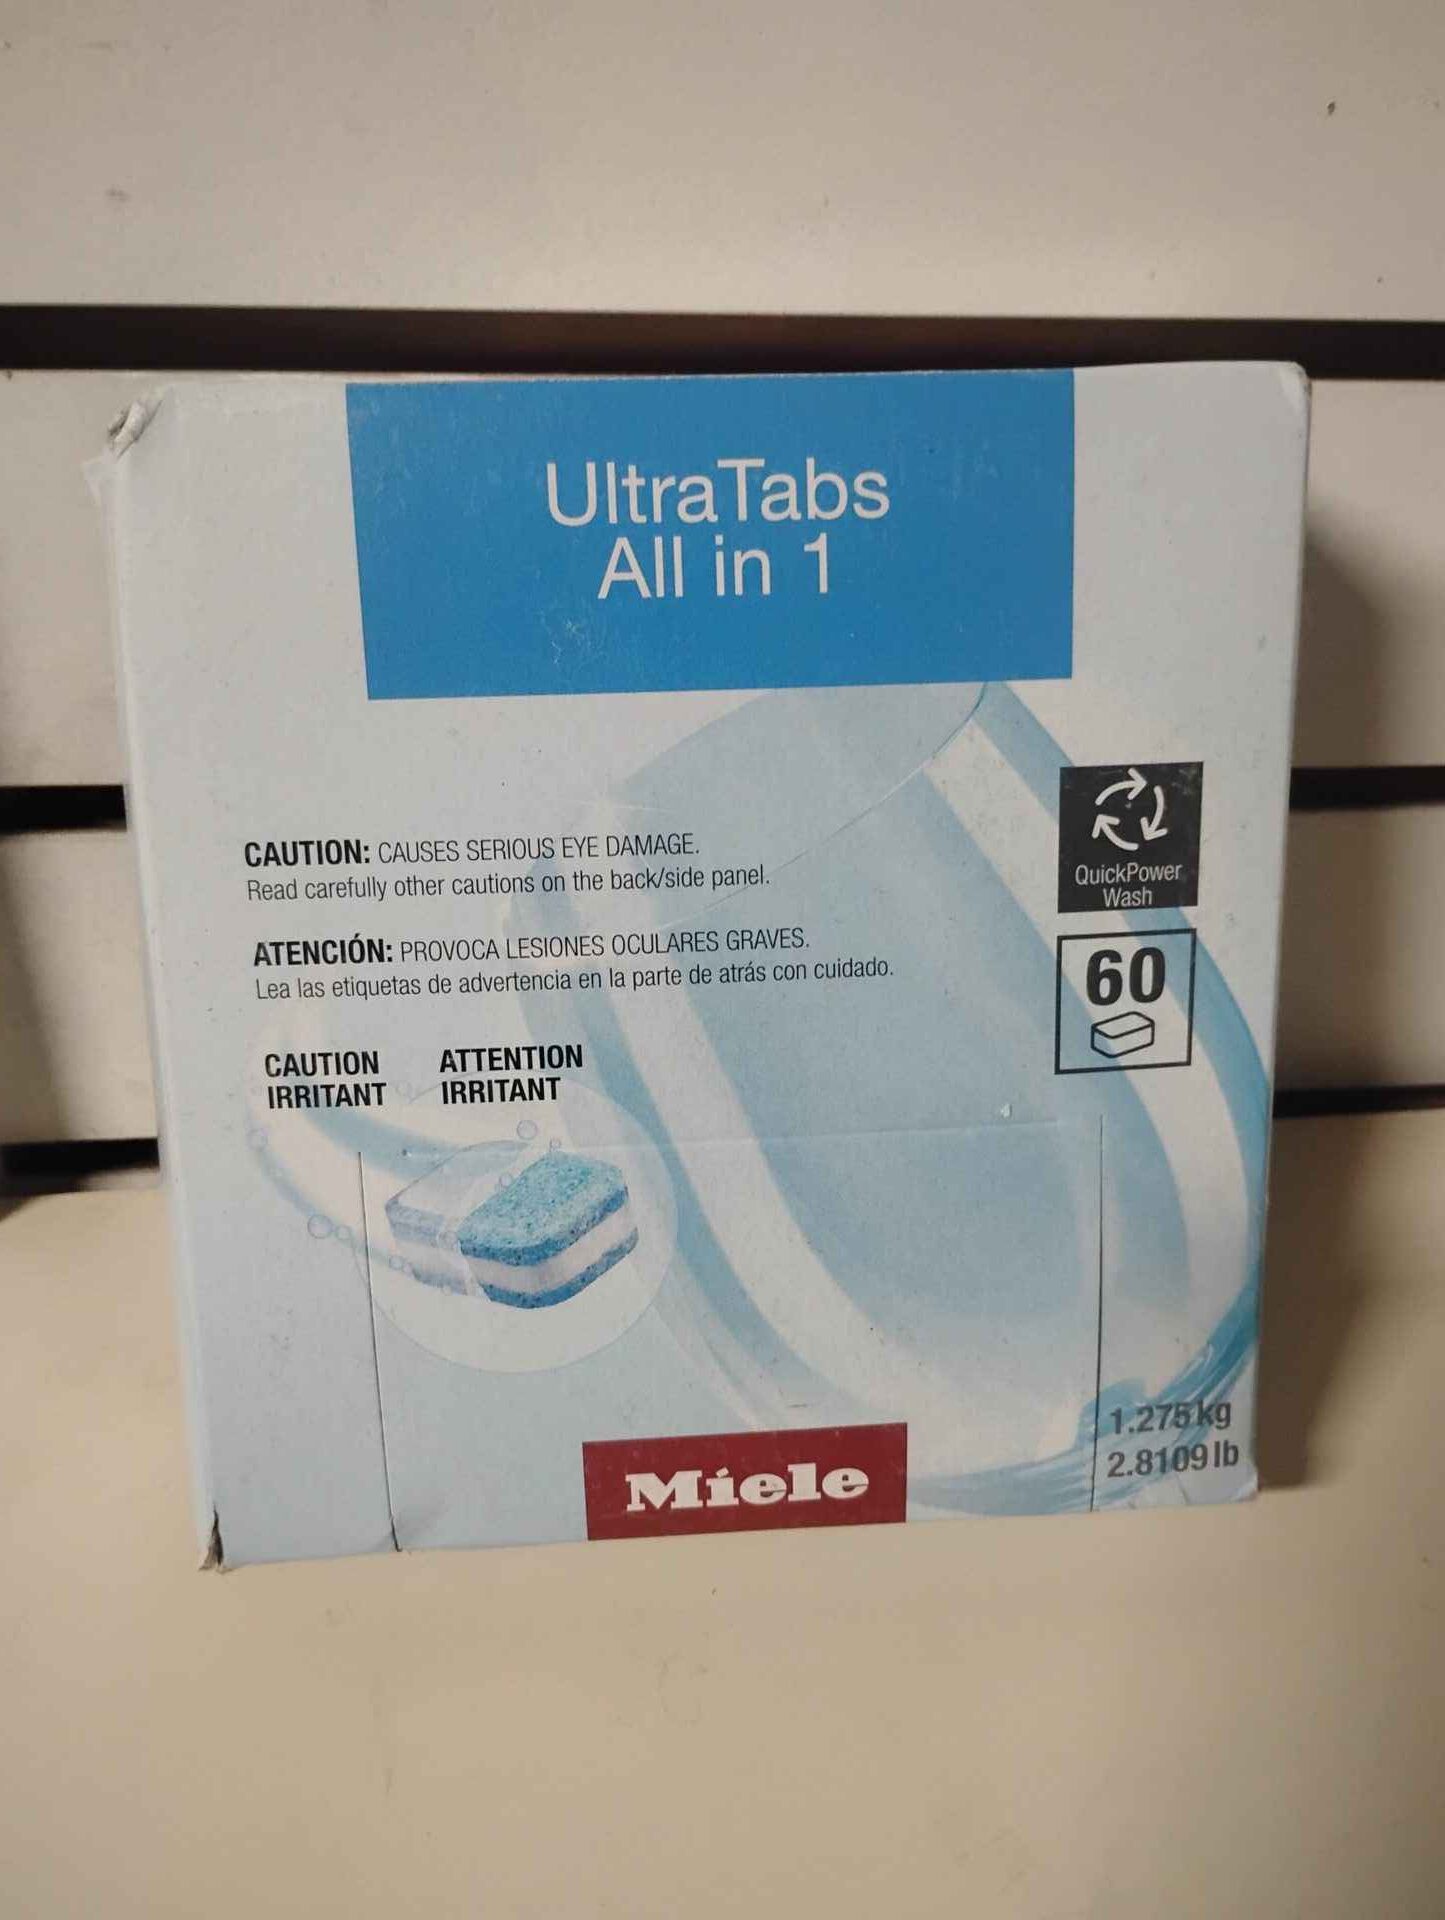 UltraTabs
All in 1
CAUTION: CAUSES SERIOUS EYE DAMAGE.
Read carefully other cautions on the back/side panel.
ATENCIÓN: PROVOCA LESIONES OCULARES GRAVES.
Lea las etiquetas de advertencia en la parte de atrás con cuidado.
CAUTION
IRRITANT
ATTENTION
IRRITANT
QuickPower
Wash
60
1.275 kg
2.8109 lb
Miele